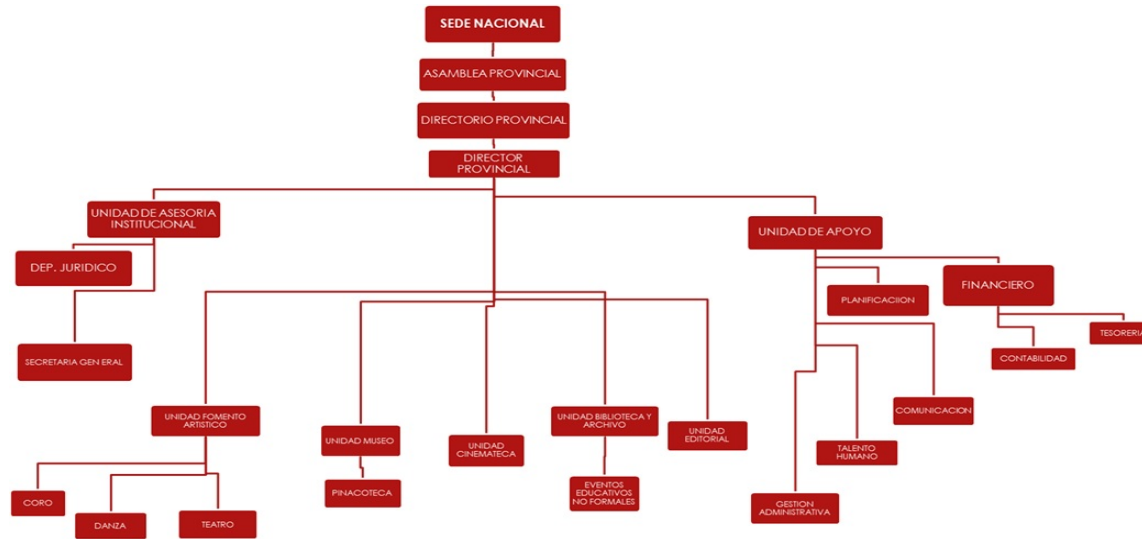 SEDE NACIONAL
ASAMBLEA PROVINCIAL
DIRECTORIO PROVINCIAL
DIRECTOR
PROVINCIAL
UNIDAD DE ASESORIA
INSTITUCIONAL
UNIDAD DE APOYO
DEP. JURIDICO
FINANCIERO
PLANIFICACIION
TESORERIA
SECRETARIA GEN ERAL
CONTABILIDAD
UNIDAD FOMENTO
ARTISTICO
UNIDAD MUSEO
UNIDAD
CINEMATECA
UNIDAD BIBLIOTECA Y
ARCHIVO
UNIDAD
EDITORIAL
COMUNICACION
TALENTO
HUMANO
CORO
DANZA
TEATRO
PINACOTECA
EVENTOS
EDUCATIVOS
NO FORMALES
GESTION
ADMINISTRATIVA